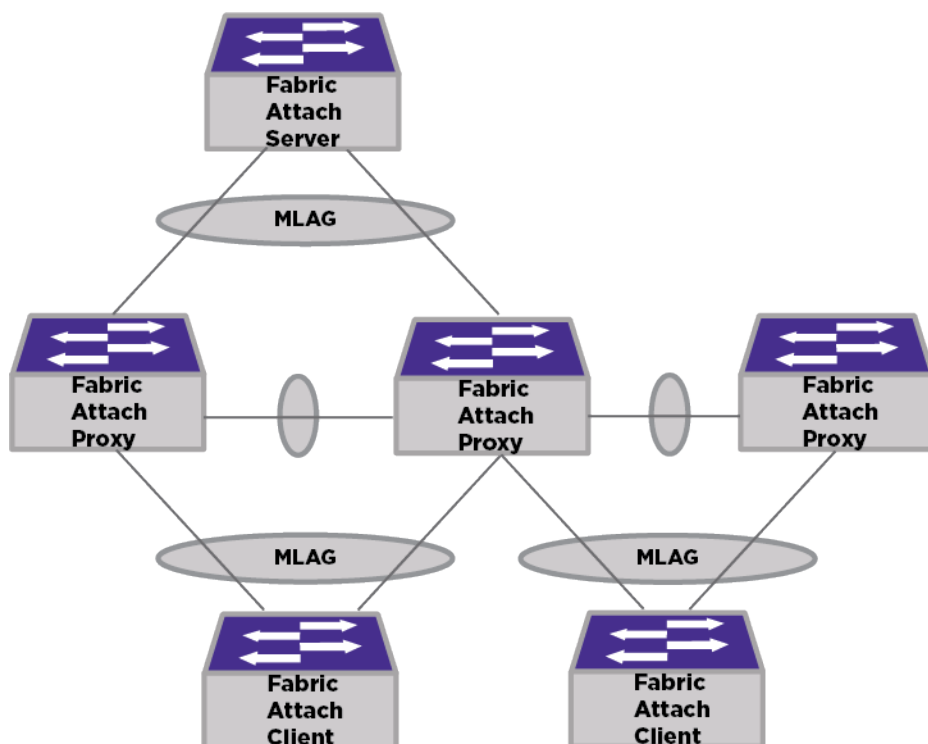 Fabric
Attach
Server
MLAG
Fabric
Attach
Proxy
Fabric
Attach
Proxy
Fabric
Attach
Proxy
MLAG
MLAG
Fabric
Attach
Client
Fabric
Attach
Client